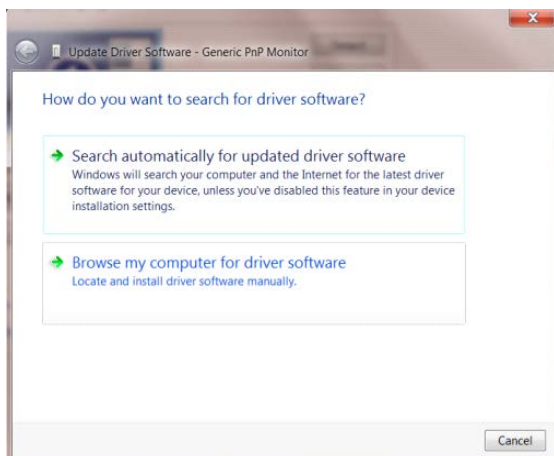 Update Driver Software - Generic PnP Monitor
How do you want to search for driver software?
Search automatically for updated driver software
Windows will search your computer and the Internet for the latest driver
software for your device, unless you've disabled this feature in your device
installation settings.
Browse my computer for driver software
Locate and install driver software manually.
Cancel